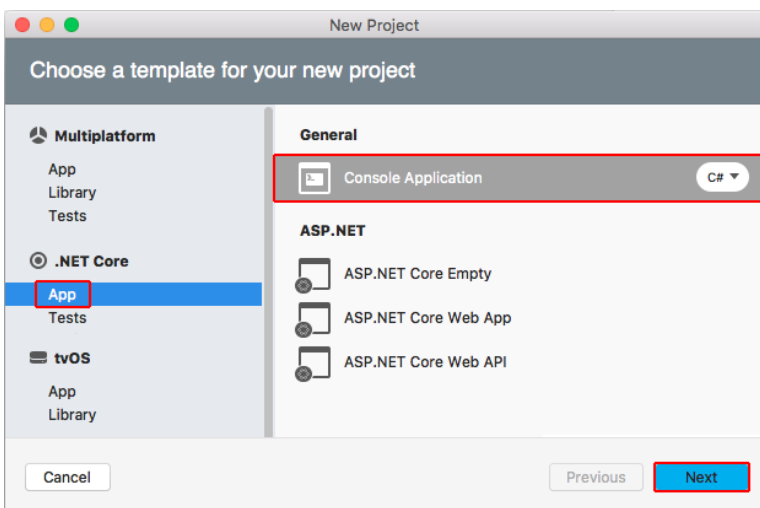 New Project
Choose a template for your new project
Multiplatform
App
Library
Tests
.NET Core
App
Tests
tvOS
App
Library
General
Console Application
C#
ASP.NET
ASP.NET Core Empty
ASP.NET Core Web App
ASP.NET Core Web API
Cancel
Previous
Next